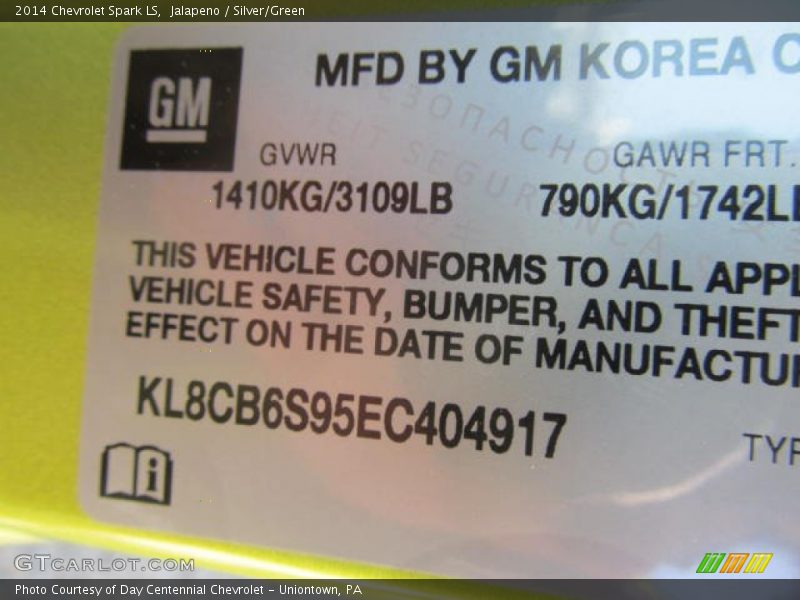 2014 Chevrolet Spark LS, Jalapeno / Silver/Green
GM
MFD BY GM KOREA C
GVWR GAWR FRT.
1410KG/3109LB 790KG/1742LB
THIS VEHICLE CONFORMS TO ALL APPL
VEHICLE SAFETY, BUMPER, AND THEFT
EFFECT ON THE DATE OF MANUFACTUR
KL8CB6S95EC404917
TYP
i
GTCARLOT.COM
Photo Courtesy of Day Centennial Chevrolet - Uniontown, PA